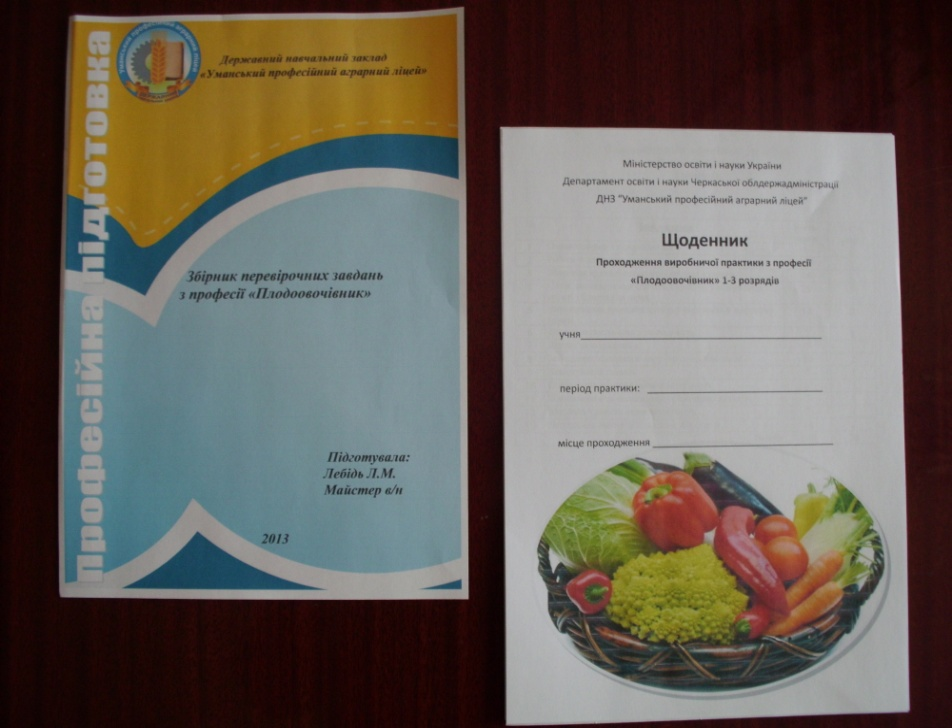 Професійна підготовка
Державний навчальний заклад
«Уманський професійний аграрний ліцей»
Збірник перевірочних завдань
з професії «Плодоовочівник»
Підготувала:
Лебідь Л.М.
Майстер в/н
2013
Міністерство освіти і науки України
Департамент освіти і науки Черкаської облдержадміністрації
ДНЗ "Уманський професійний аграрний ліцей"
Щоденник
Проходження виробничої практики з професії
«Плодоовочівник» 1-3 розрядів
учня
період практики:
місце проходження